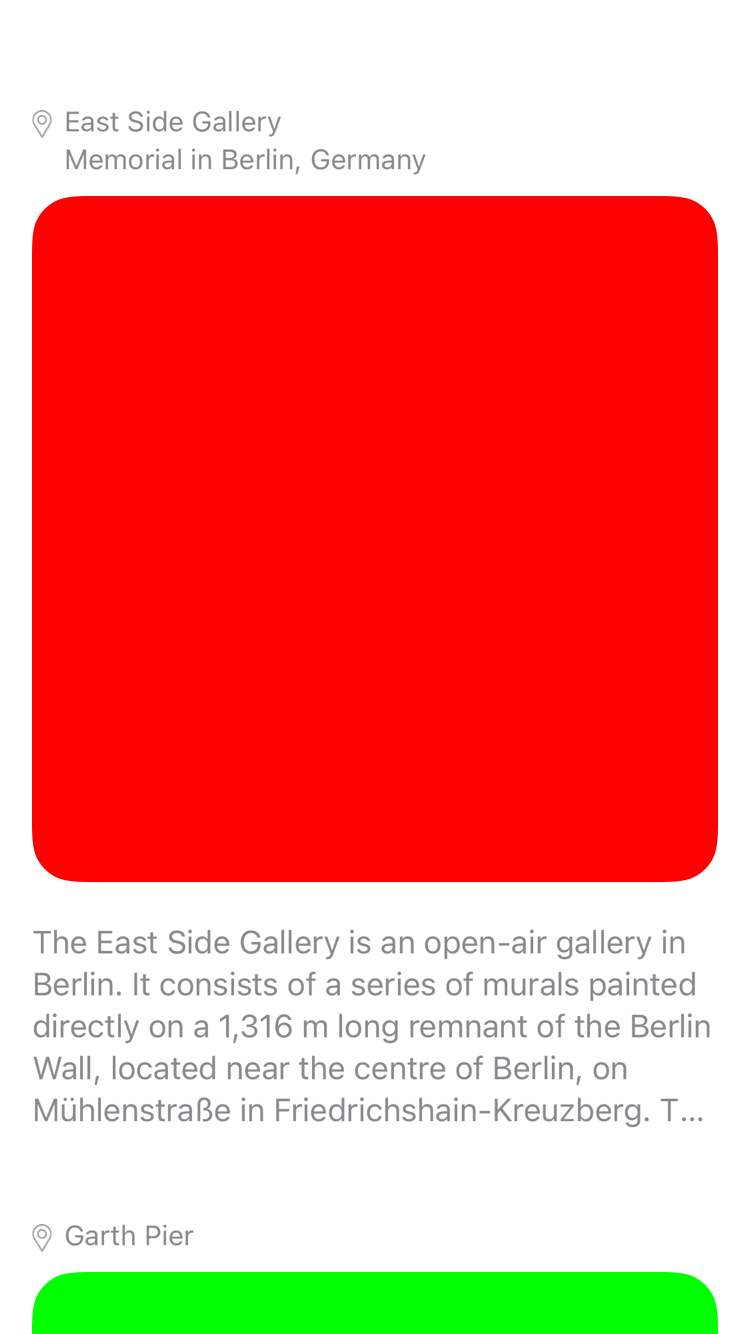 East Side Gallery
Memorial in Berlin, Germany
The East Side Gallery is an open-air gallery in
Berlin. It consists of a series of murals painted
directly on a 1,316 m long remnant of the Berlin
Wall, located near the centre of Berlin, on
Mühlenstraße in Friedrichshain-Kreuzberg. T…
Garth Pier